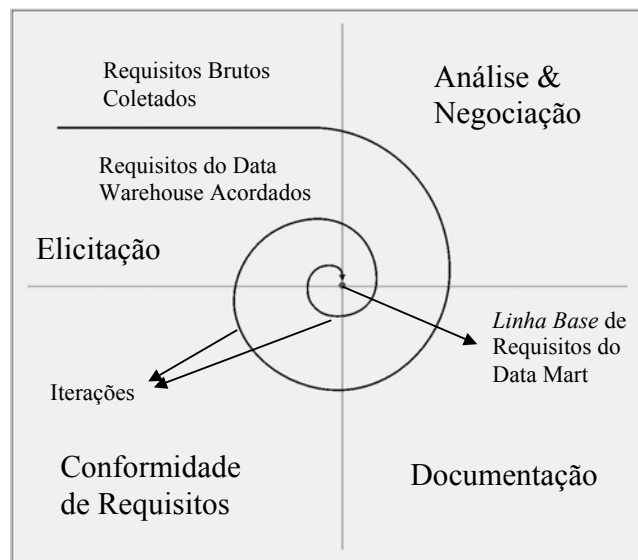 Requisitos Brutos
Coletados
Análise &
Negociação
Requisitos do Data
Warehouse Acordados
Elicitação
Linha Base de
Requisitos do
Data Mart
Iterações
Conformidade
de Requisitos
Documentação